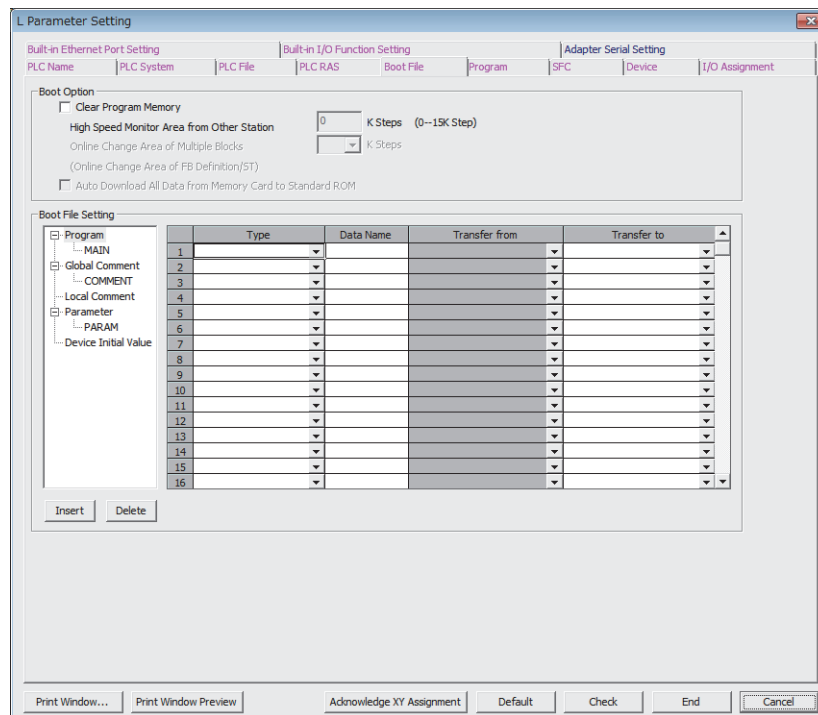 L Parameter Setting
Built-in Ethernet Port Setting Built-in I/O Function Setting Adapter Serial Setting
PLC Name PLC System PLC File PLC RAS Boot File Program SFC Device I/O Assignment
Boot Option
Clear Program Memory
High Speed Monitor Area from Other Station 0 K Steps (0--15K Step)
Online Change Area of Multiple Blocks K Steps
(Online Change Area of FB Definition/ST)
Auto Download All Data from Memory Card to Standard ROM
Boot File Setting
Program
MAIN
Global Comment
COMMENT
Local Comment
Parameter
PARAM
Device Initial Value
Type Data Name Transfer from Transfer to
1
2
3
4
5
6
7
8
9
10
11
12
13
14
15
16
Insert Delete
Print Window... Print Window Preview Acknowledge XY Assignment Default Check End Cancel